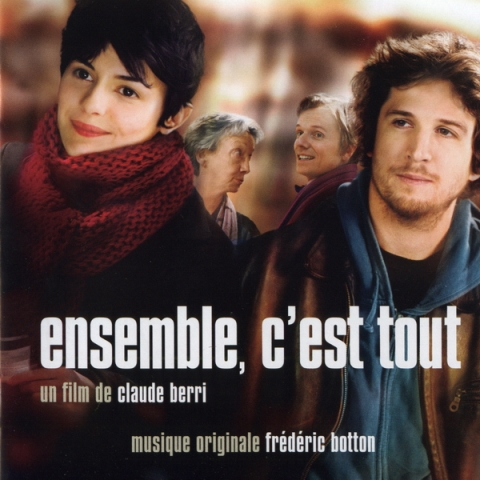 ensemble, c'est tout
un film de claude berri
musique originale frédéric botton